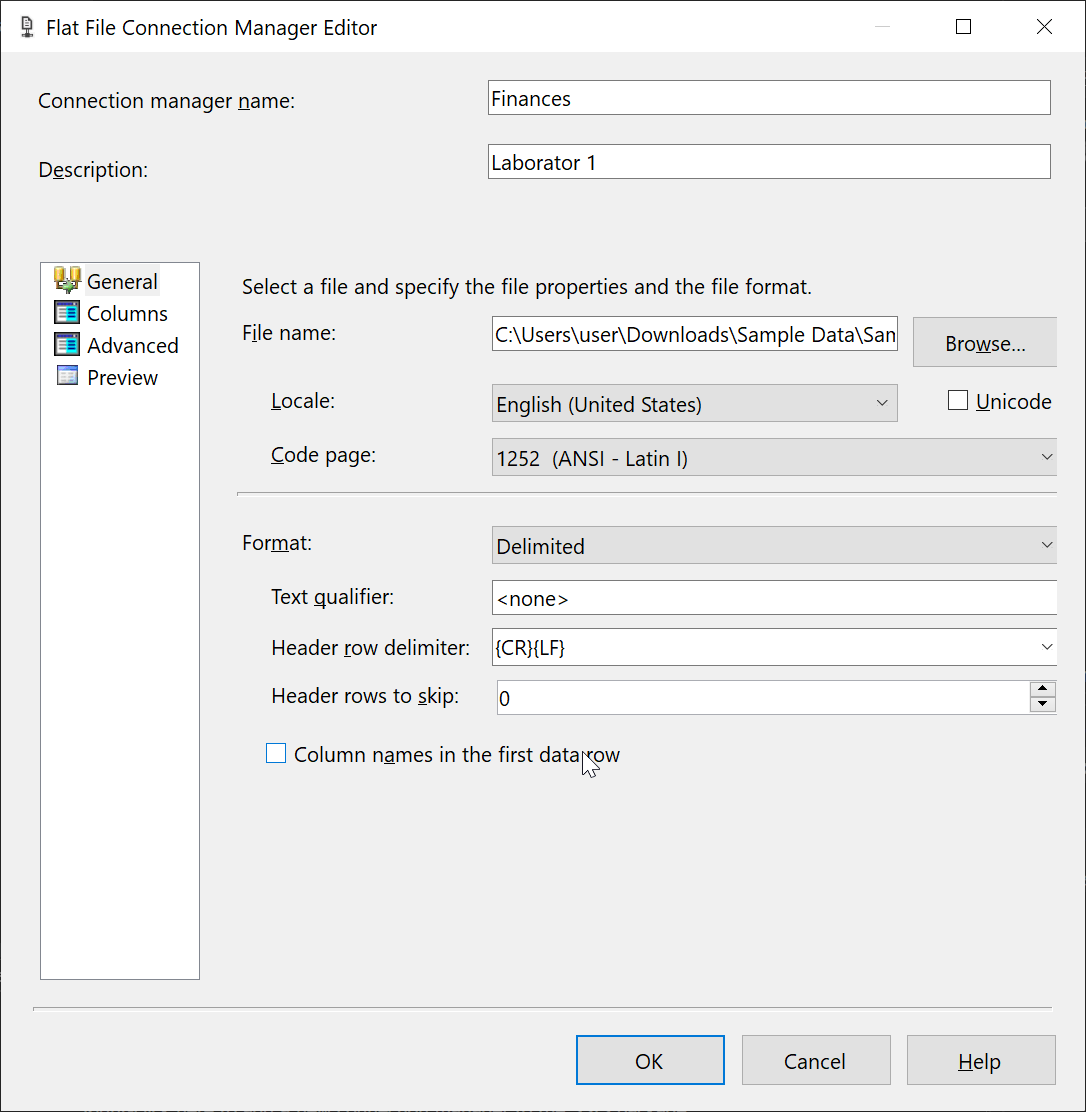 Flat File Connection Manager Editor
Connection manager name:
Finances
Description:
Laborator 1
General
Columns
Advanced
Preview
Select a file and specify the file properties and the file format.
File name:
C:\Users\user\Downloads\Sample Data\San
Browse...
Locale:
English (United States)
Unicode
Code page:
1252 (ANSI - Latin I)
Format:
Delimited
Text qualifier:
<none>
Header row delimiter:
{CR}{LF}
Header rows to skip:
0
Column names in the first data row
OK
Cancel
Help